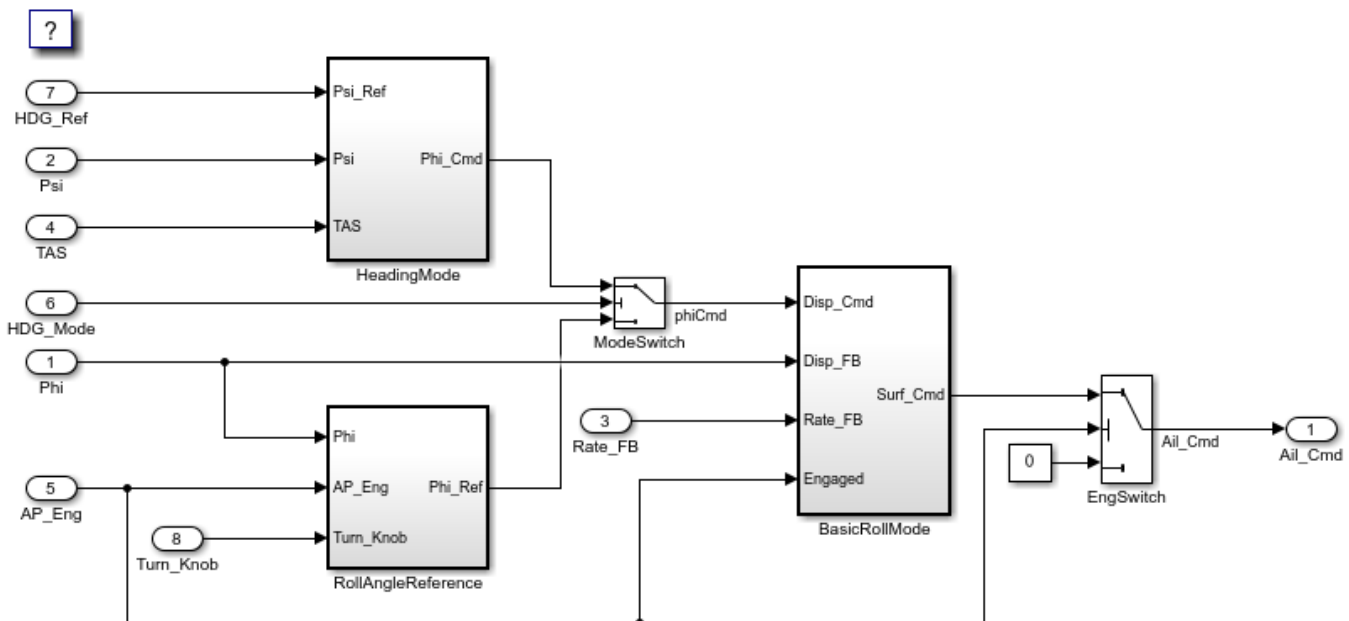 ?
7
HDG_Ref
2
Psi
4
TAS
6
HDG_Mode
1
Phi
5
AP_Eng
8
Turn_Knob
Psi_Ref
Psi
Phi_Cmd
TAS
HeadingMode
ModeSwitch
phiCmd
Phi
AP_Eng
Phi_Ref
Turn_Knob
RollAngleReference
3
Rate_FB
Disp_Cmd
Disp_FB
Surf_Cmd
Rate_FB
Engaged
BasicRollMode
0
EngSwitch
Ail_Cmd
1
Ail_Cmd